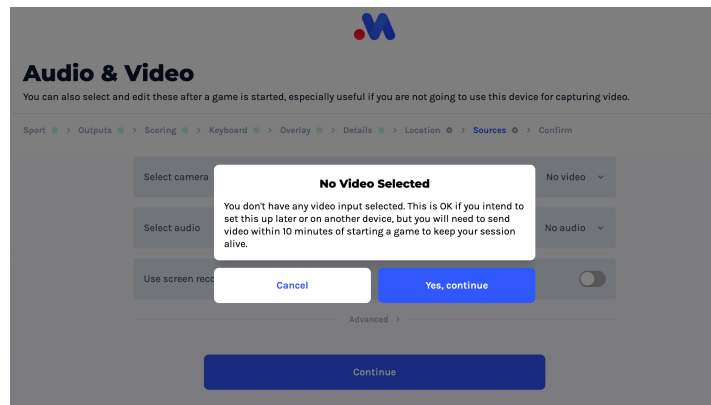 Audio & Video
You can also select and edit these after a game is started, especially useful if you are not going to use this device for capturing video.
Sport > Outputs > Scoring > Keyboard > Overlay > Details > Location > Sources > Confirm
Select camera
No video
No Video Selected
You don't have any video input selected. This is OK if you intend to
set this up later or on another device, but you will need to send
video within 10 minutes of starting a game to keep your session
alive.
Select audio
No audio
Use screen reco
Cancel
Yes, continue
Advanced >
Continue